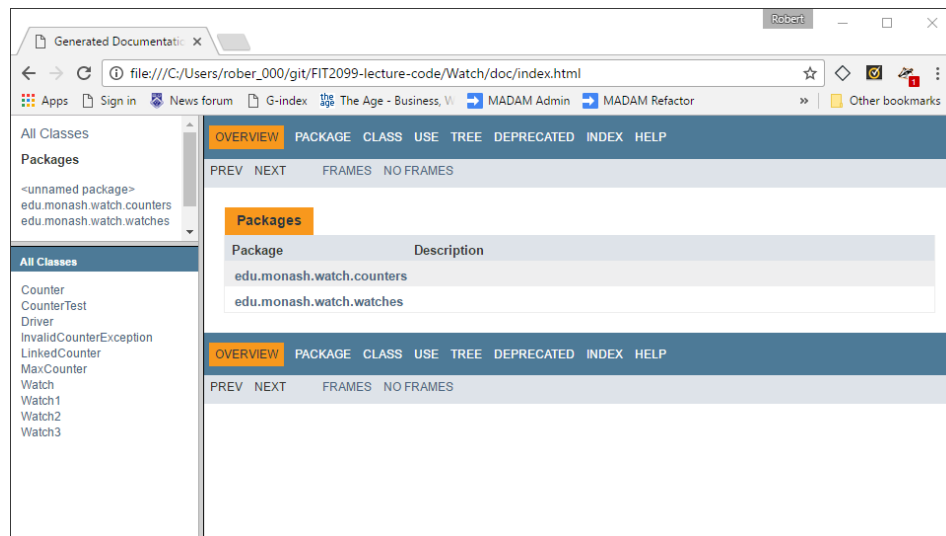 Robert
Generated Documentatic
file:///C:/Users/rober_000/git/FIT2099-lecture-code/Watch/doc/index.html
Apps Sign in News forum G-index the age The Age - Business, W MADAM Admin MADAM Refactor » Other bookmarks
1
All Classes
Packages
<unnamed package>
edu.monash.watch.counters
edu.monash.watch.watches
All Classes
Counter
CounterTest
Driver
InvalidCounterException
LinkedCounter
MaxCounter
Watch
Watch1
Watch2
Watch3
OVERVIEW PACKAGE CLASS USE TREE DEPRECATED INDEX HELP
PREV NEXT FRAMES NO FRAMES
Packages
Package Description
edu.monash.watch.counters
edu.monash.watch.watches
OVERVIEW PACKAGE CLASS USE TREE DEPRECATED INDEX HELP
PREV NEXT FRAMES NO FRAMES